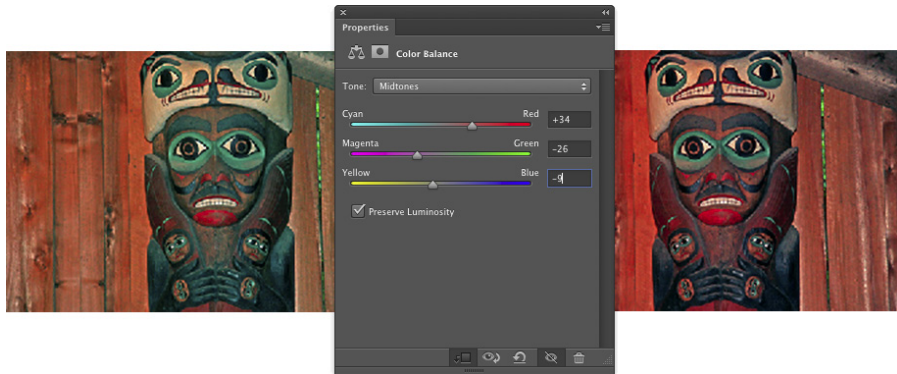 Properties
Color Balance
Tone: Midtones
Cyan Red +34
Magenta Green -26
Yellow Blue -9
Preserve Luminosity